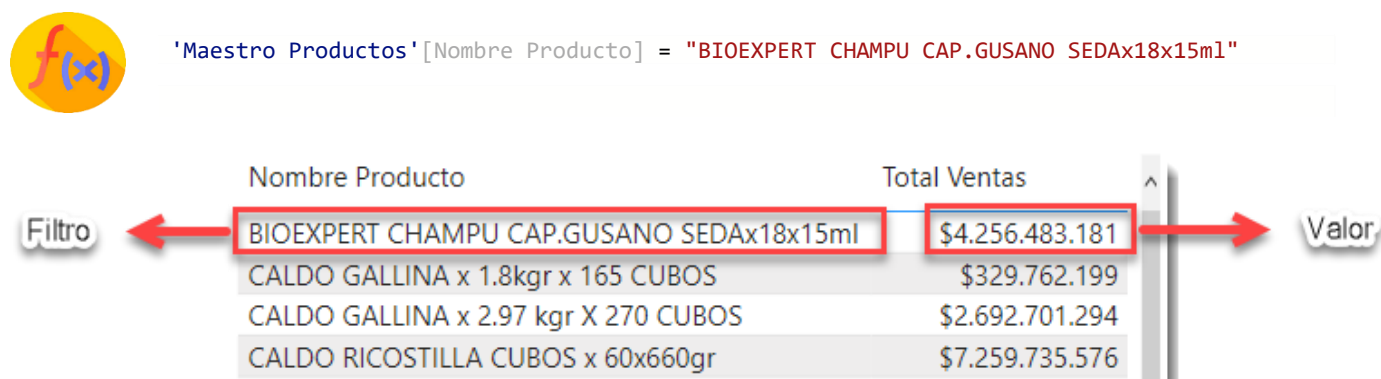 f(x)
'Maestro Productos'[Nombre Producto] = "BIOEXPERT CHAMPU CAP.GUSANO SEDAx18x15ml"
Nombre Producto Total Ventas
Filtro BIOEXPERT CHAMPU CAP.GUSANO SEDAx18x15ml $4.256.483.181 Valor
CALDO GALLINA x 1.8kgr x 165 CUBOS $329.762.199
CALDO GALLINA x 2.97 kgr X 270 CUBOS $2.692.701.294
CALDO RICOSTILLA CUBOS x 60x660gr $7.259.735.576